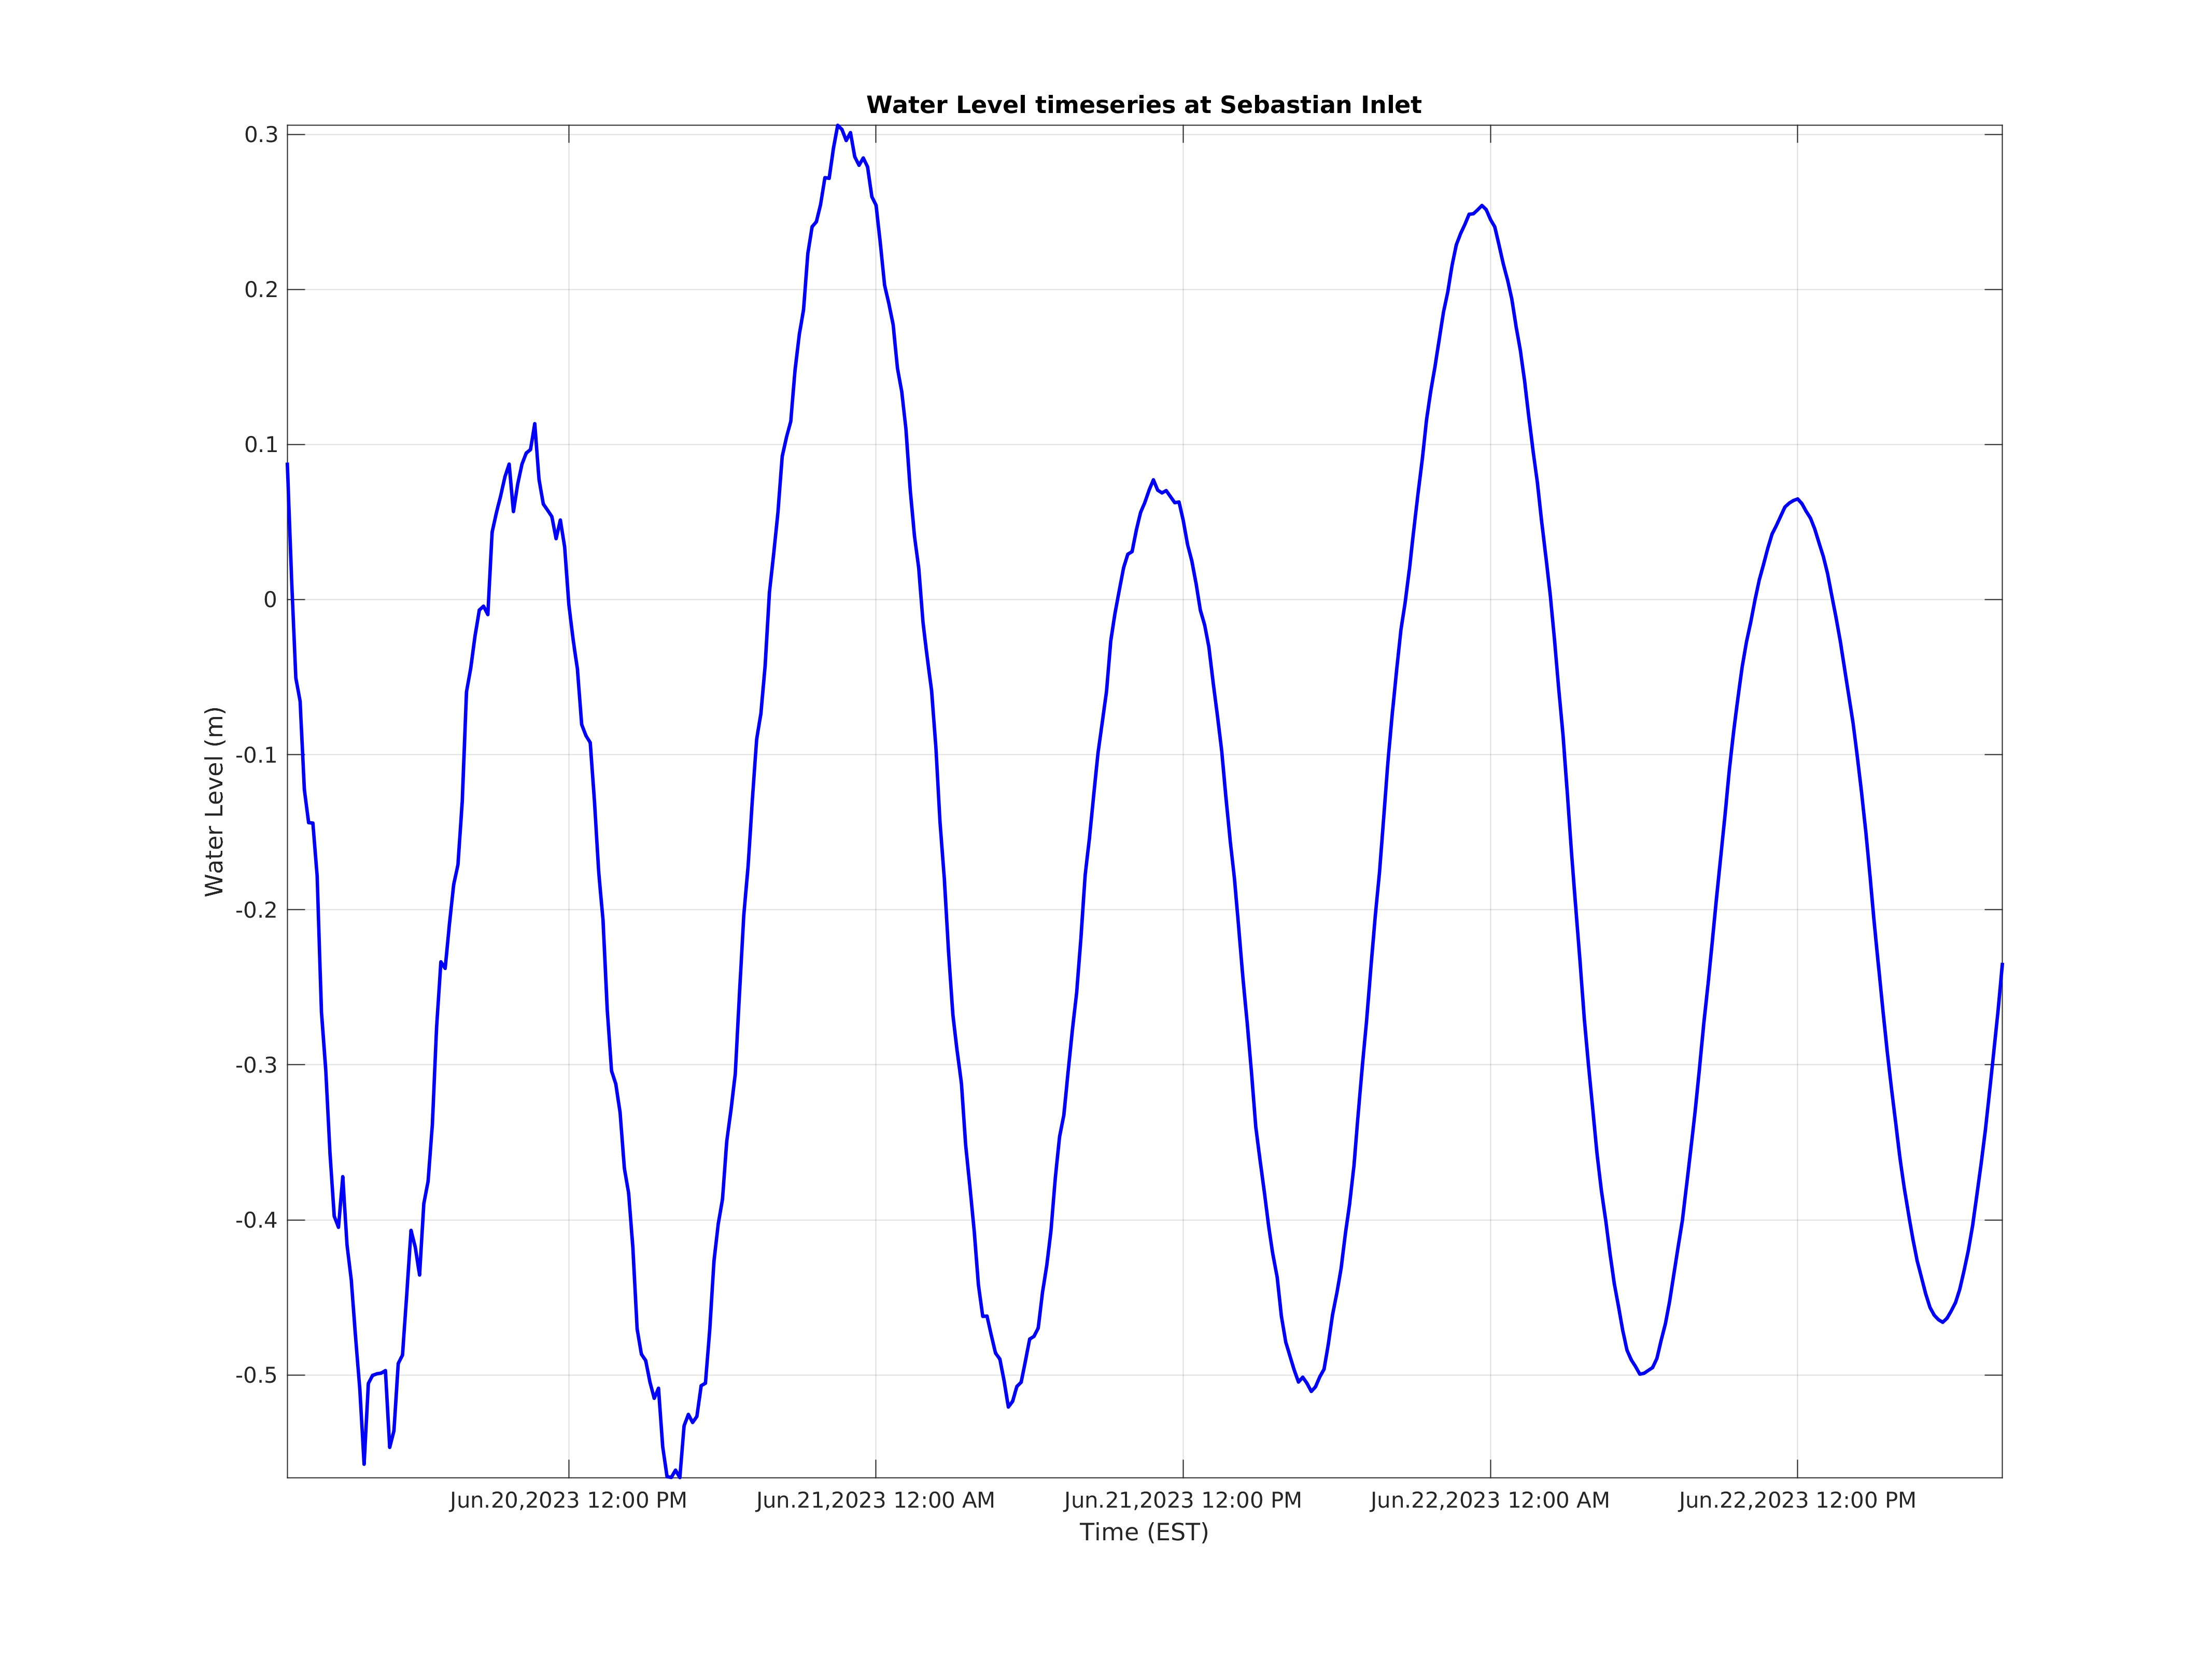 Water Level timeseries at Sebastian Inlet
0.3
0.2
0.1
0
-0.1
-0.2
-0.3
-0.4
-0.5
Water Level (m)
Jun.20,2023 12:00 PM
Jun.21,2023 12:00 AM
Jun.21,2023 12:00 PM
Jun.22,2023 12:00 AM
Jun.22,2023 12:00 PM
Time (EST)